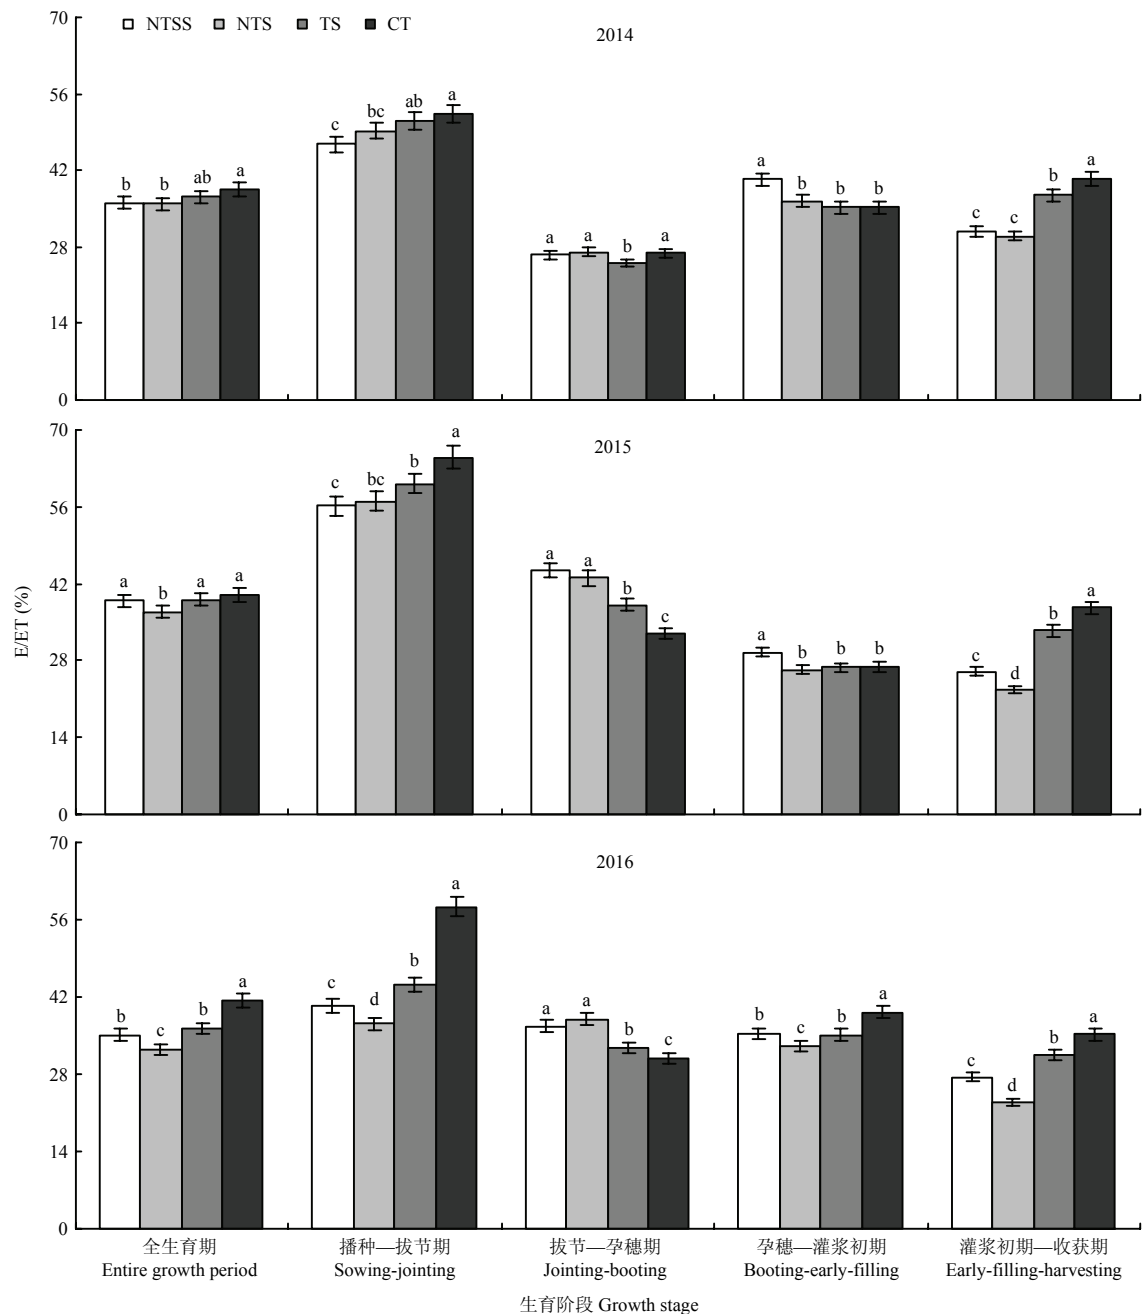 NTSS NTS TS CT
2014
70
56
42
28
14
0
b b ab a
c bc ab a
a a b a
a b b b
c c b a
2015
70
56
42
28
14
0
a b a a
c bc b a
a a b c
a b b b
c d b a
E/ET (%)
2016
70
56
42
28
14
0
b c b a
c d b a
a a b c
b c b a
c d b a
全生育期 播种—拔节期 拔节—孕穗期 孕穗—灌浆初期 灌浆初期—收获期
Entire growth period Sowing-jointing Jointing-booting Booting-early-filling Early-filling-harvesting
生育阶段 Growth stage